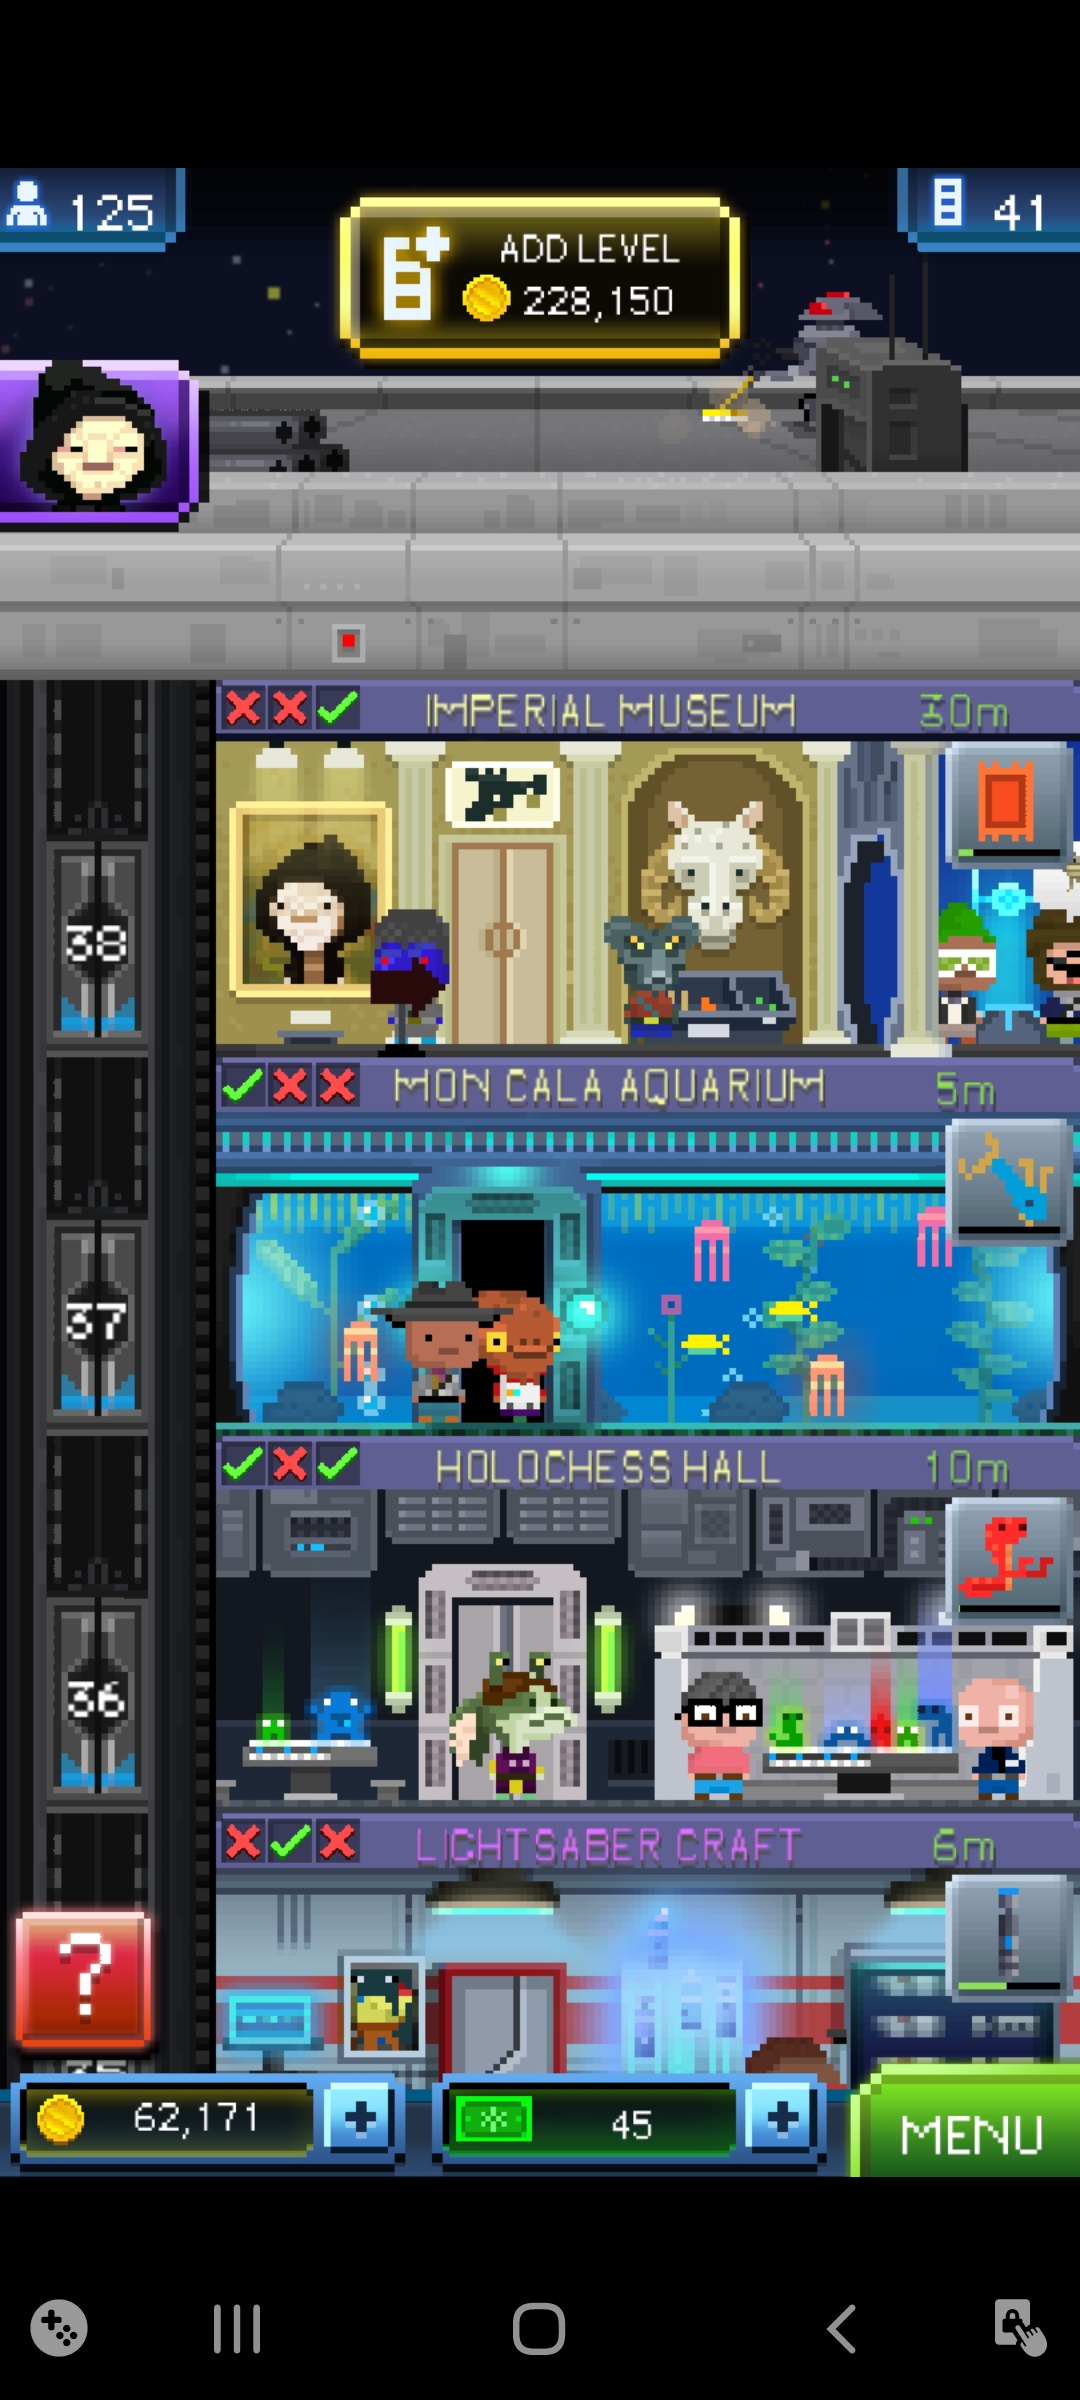 125
ADD LEVEL
228,150
41
IMPERIAL MUSEUM 30m
38
MON CALA AQUARIUM 5m
37
HOLOCHESS HALL 10m
36
LIGHTSABER CRAFT 6m
?
35
62,171 +
45 +
MENU